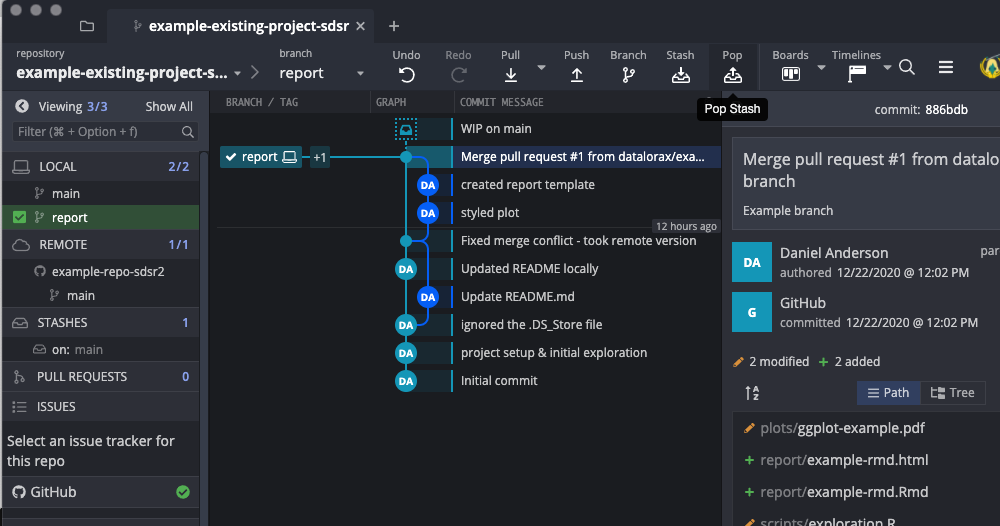 example-existing-project-sdsr
repository
example-existing-project-s...
branch
report
Undo
Redo
Pull
Push
Branch
Stash
Pop
Boards
Timelines
Pop Stash
Viewing 3/3
Show All
Filter (⌘ + Option + f)
LOCAL 2/2
main
report
REMOTE 1/1
example-repo-sdsr2
main
STASHES 1
on: main
PULL REQUESTS 0
ISSUES
Select an issue tracker for
this repo
GitHub
BRANCH / TAG
GRAPH
COMMIT MESSAGE
WIP on main
report +1
Merge pull request #1 from datalorax/exa...
DA created report template
DA styled plot
12 hours ago
Fixed merge conflict - took remote version
DA Updated README locally
DA Update README.md
DA ignored the .DS_Store file
DA project setup & initial exploration
DA Initial commit
commit: 886bdb
Merge pull request #1 from datalo
branch
Example branch
DA
Daniel Anderson
authored 12/22/2020 @ 12:02 PM
par
G
GitHub
committed 12/22/2020 @ 12:02 PM
2 modified + 2 added
A
Z
Path
Tree
plots/ggplot-example.pdf
+ report/example-rmd.html
+ report/example-rmd.Rmd
scripts/exploration.R